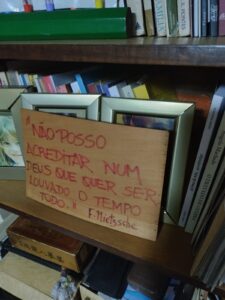 "NÃO POSSO
ACREDITAR NUM
DEUS QUE QUER SER
LOUVADO O TEMPO
TODO."
F. Nietzsche